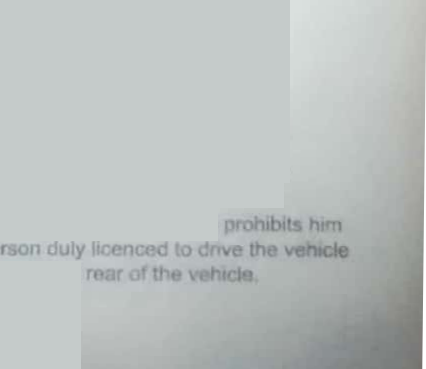 prohibits him
rson duly licenced to drive the vehicle
rear of the vehicle.